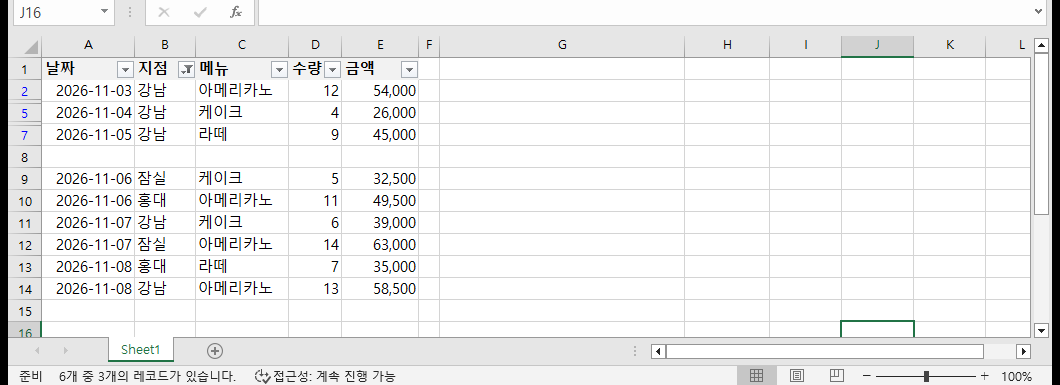 J16 fx
A B C D E F G H I J K L
1 날짜 지점 메뉴 수량 금액
2 2026-11-03 강남 아메리카노 12 54,000
5 2026-11-04 강남 케이크 4 26,000
7 2026-11-05 강남 라떼 9 45,000
8
9 2026-11-06 잠실 케이크 5 32,500
10 2026-11-06 홍대 아메리카노 11 49,500
11 2026-11-07 강남 케이크 6 39,000
12 2026-11-07 잠실 아메리카노 14 63,000
13 2026-11-08 홍대 라떼 7 35,000
14 2026-11-08 강남 아메리카노 13 58,500
15
16
Sheet1
준비 6개 중 3개의 레코드가 있습니다. 접근성: 계속 진행 가능 100%